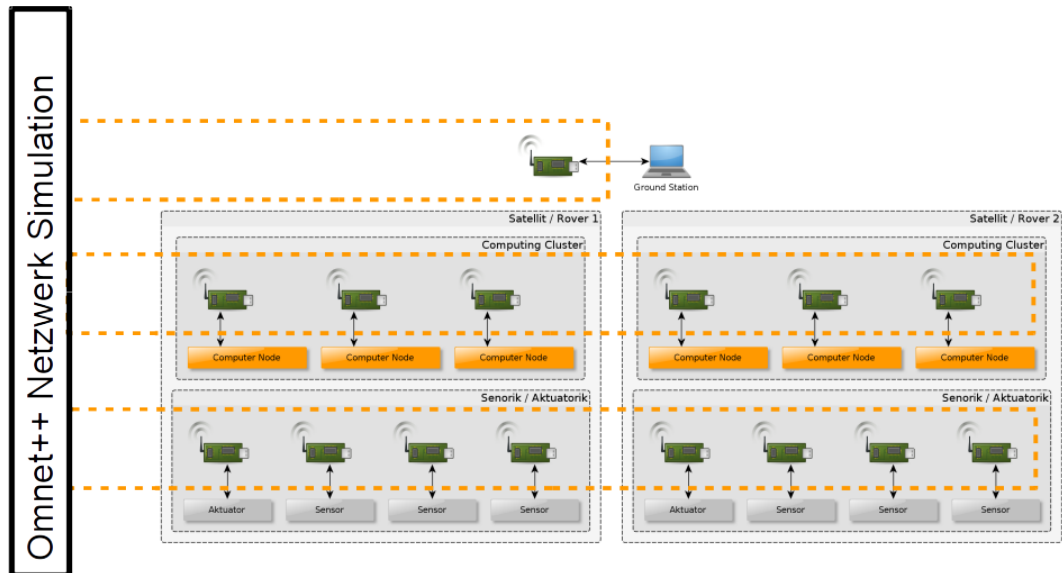 Omnet++ Netzwerk Simulation
Ground Station
Satellit / Rover 1
Computing Cluster
Computer Node
Computer Node
Computer Node
Senorik / Aktuatorik
Aktuator
Sensor
Sensor
Sensor
Satellit / Rover 2
Computing Cluster
Computer Node
Computer Node
Computer Node
Senorik / Aktuatorik
Aktuator
Sensor
Sensor
Sensor